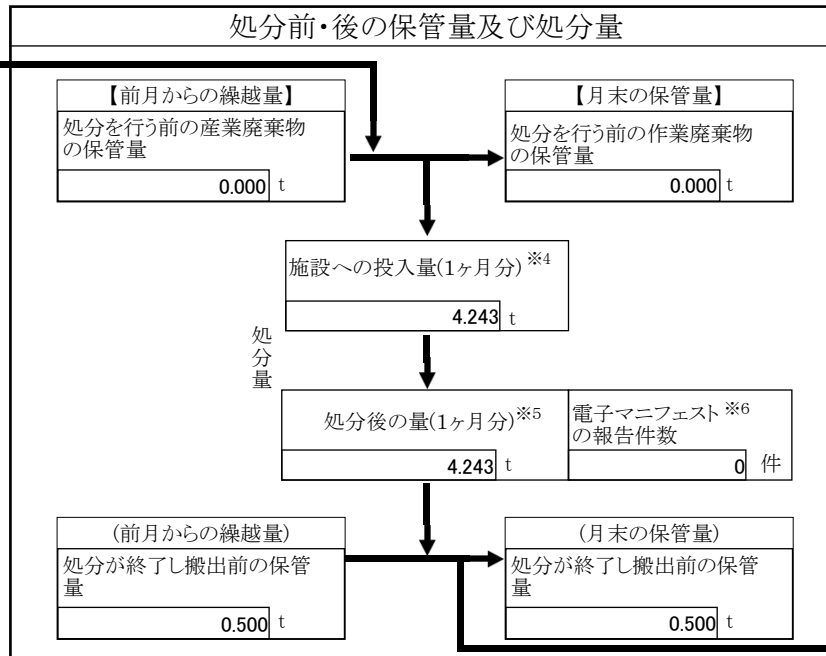 処分前・後の保管量及び処分量
【前月からの繰越量】
処分を行う前の産業廃棄物
の保管量
0.000 t
【月末の保管量】
処分を行う前の作業廃棄物
の保管量
0.000 t
施設への投入量(1ヶ月分)※4
4.243 t
処分量
処分後の量(1ヶ月分)※5
4.243 t
電子マニフェスト※6
の報告件数
0 件
(前月からの繰越量)
処分が終了し搬出前の保管
量
0.500 t
(月末の保管量)
処分が終了し搬出前の保管
量
0.500 t